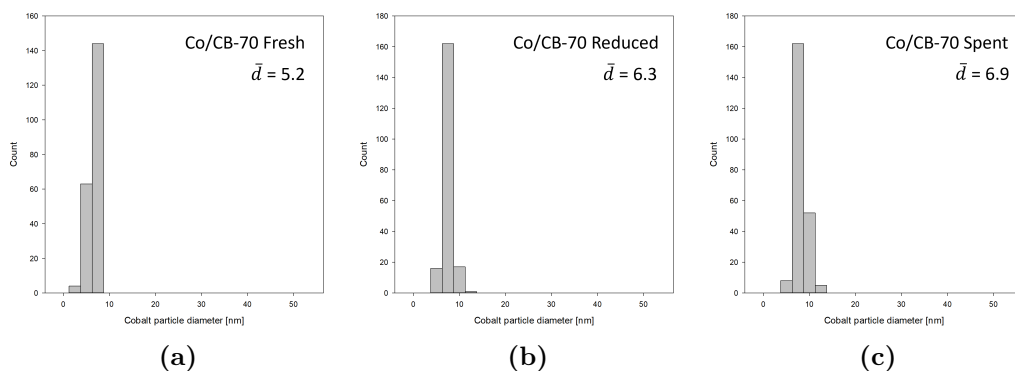 160
140
120
100
80
60
40
20
0
Count
Co/CB-70 Fresh
d̄ = 5.2
0 10 20 30 40 50
Cobalt particle diameter [nm]
(a)
180
160
140
120
100
80
60
40
20
0
Count
Co/CB-70 Reduced
d̄ = 6.3
0 10 20 30 40 50
Cobalt particle diameter [nm]
(b)
180
160
140
120
100
80
60
40
20
0
Count
Co/CB-70 Spent
d̄ = 6.9
0 10 20 30 40 50
Cobalt particle diameter [nm]
(c)